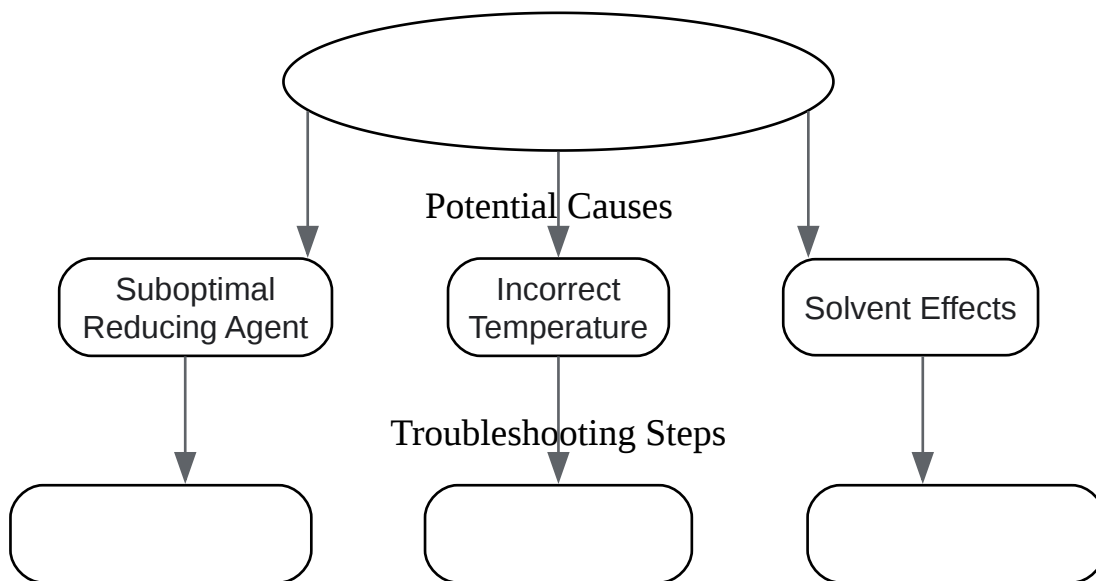 Potential Causes
Suboptimal
Reducing Agent
Incorrect
Temperature
Solvent Effects
Troubleshooting Steps